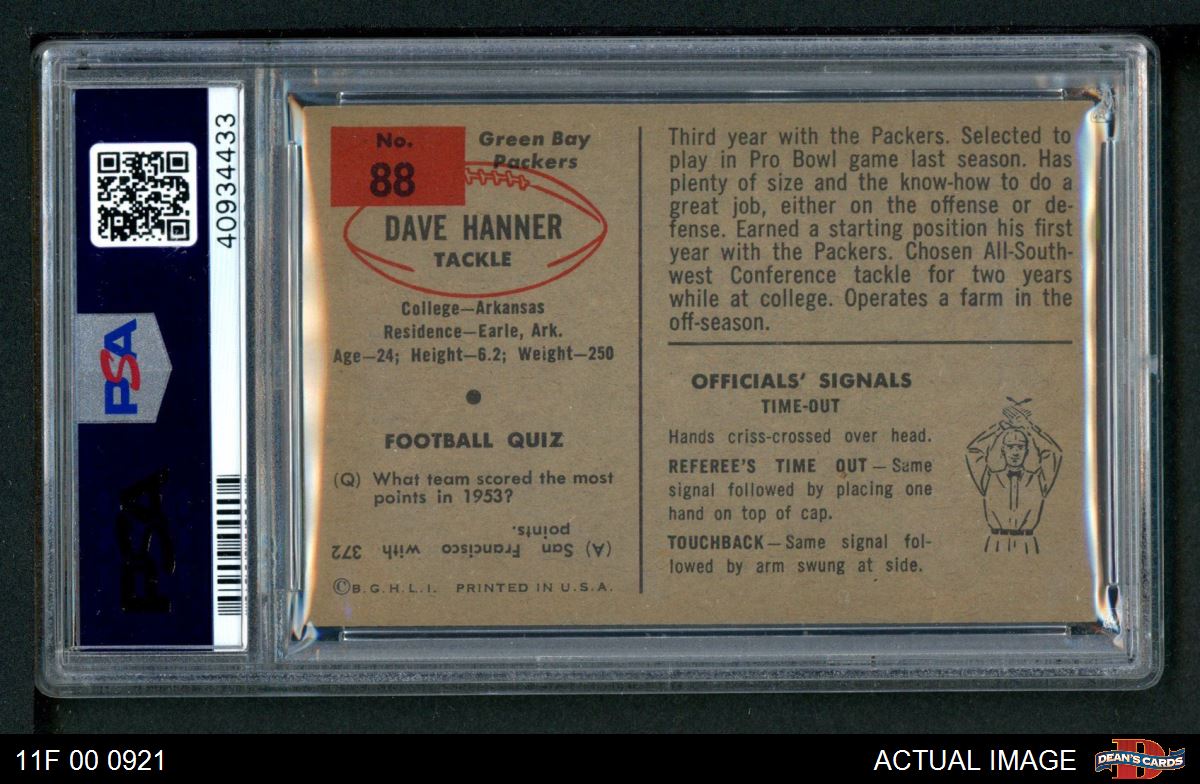 40934433
PSA
PSA
No.
88
Green Bay
Packers
DAVE HANNER
TACKLE
College—Arkansas
Residence—Earle, Ark.
Age—24; Height—6.2; Weight—250
FOOTBALL QUIZ
(Q) What team scored the most
points in 1953?
(A) San Francisco with 372
points.
©B.G.H.L.I. PRINTED IN U.S.A.
Third year with the Packers. Selected to
play in Pro Bowl game last season. Has
plenty of size and the know-how to do a
great job, either on the offense or de-
fense. Earned a starting position his first
year with the Packers. Chosen All-South-
west Conference tackle for two years
while at college. Operates a farm in the
off-season.
OFFICIALS' SIGNALS
TIME-OUT
Hands criss-crossed over head.
REFEREE'S TIME OUT—Same
signal followed by placing one
hand on top of cap.
TOUCHBACK—Same signal fol-
lowed by arm swung at side.
11F 00 0921
ACTUAL IMAGE
D
DEAN'S CARDS